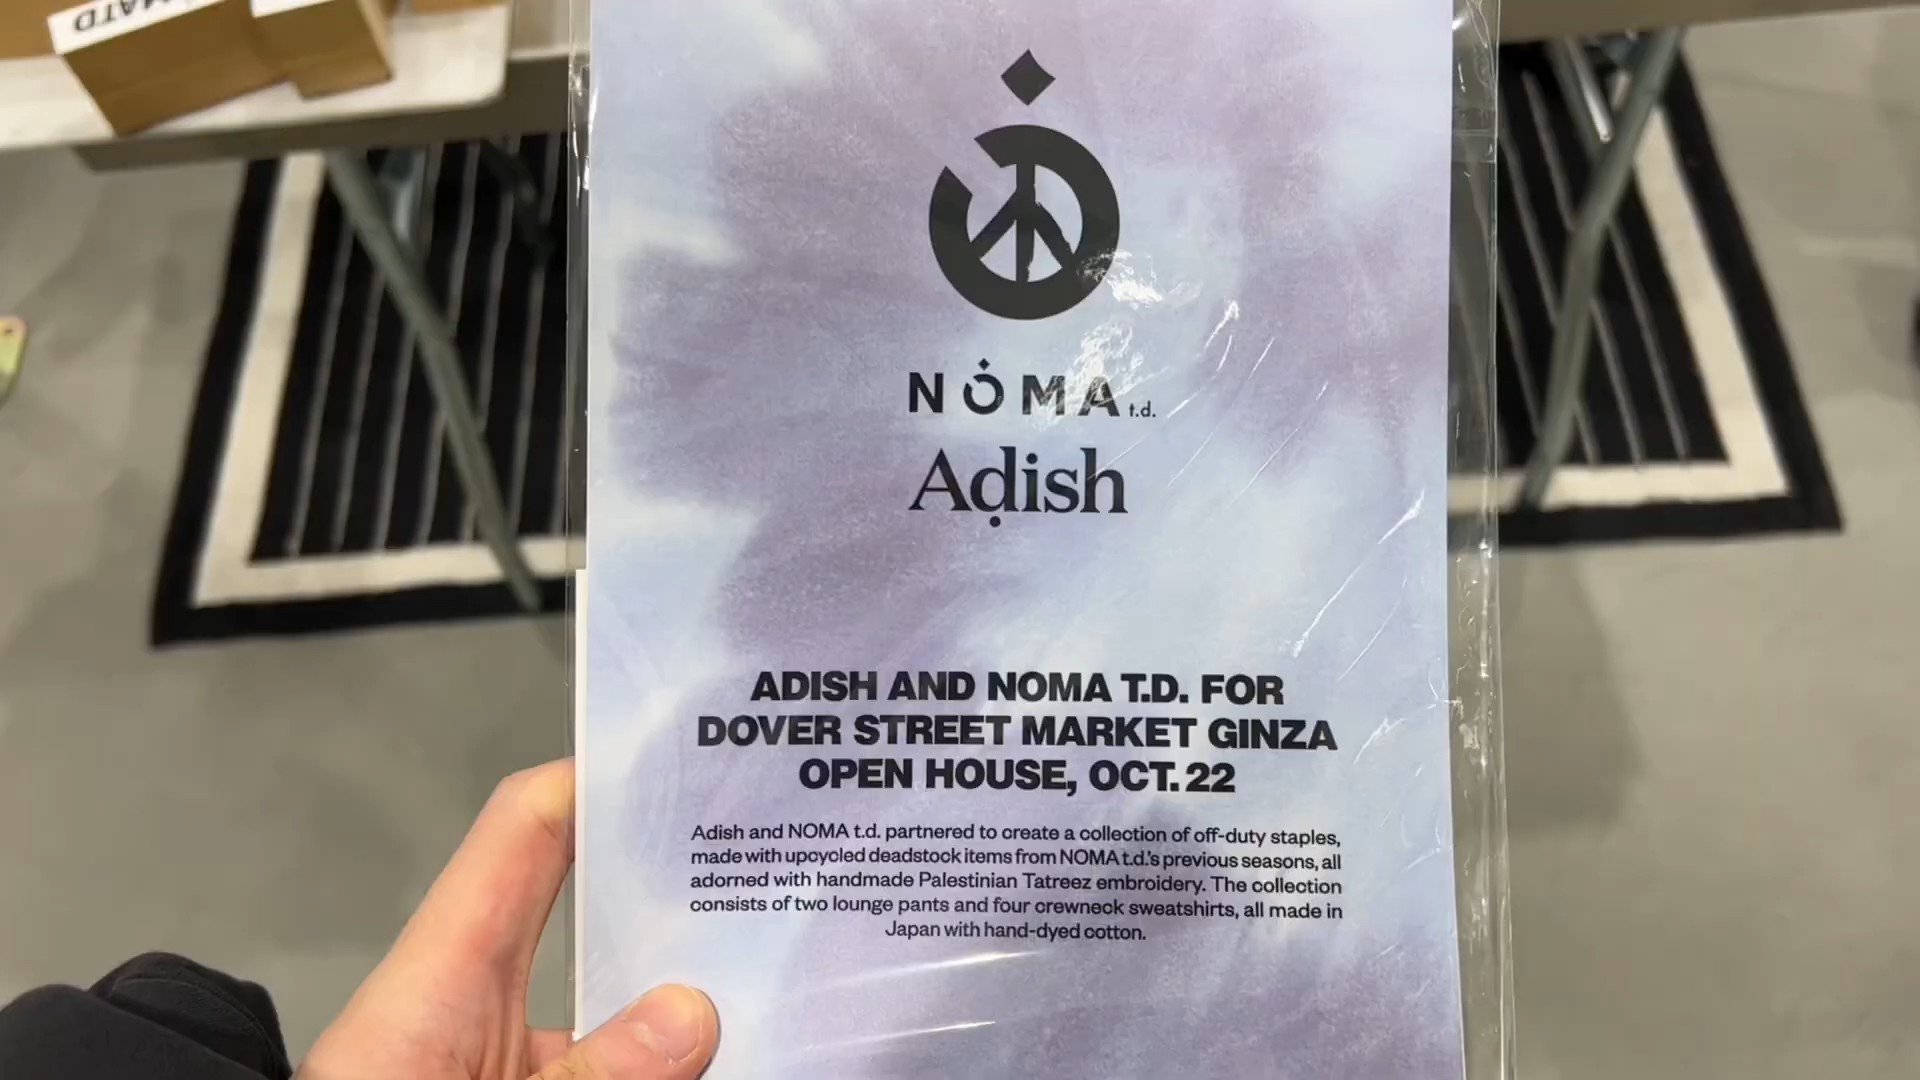 MATD
NOMA t.d.
Adish
ADISH AND NOMA T.D. FOR
DOVER STREET MARKET GINZA
OPEN HOUSE, OCT. 22
Adish and NOMA t.d. partnered to create a collection of off-duty staples,
made with upcycled deadstock items from NOMA t.d.'s previous seasons, all
adorned with handmade Palestinian Tatreez embroidery. The collection
consists of two lounge pants and four crewneck sweatshirts, all made in
Japan with hand-dyed cotton.